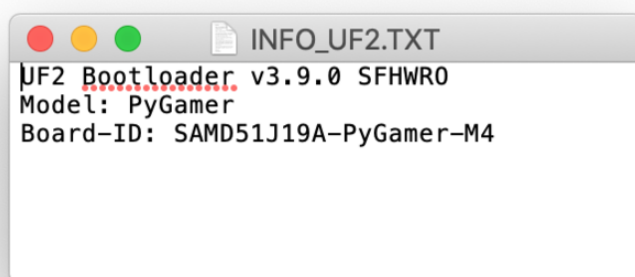 INFO_UF2.TXT
UF2 Bootloader v3.9.0 SFHWRO
Model: PyGamer
Board-ID: SAMD51J19A-PyGamer-M4